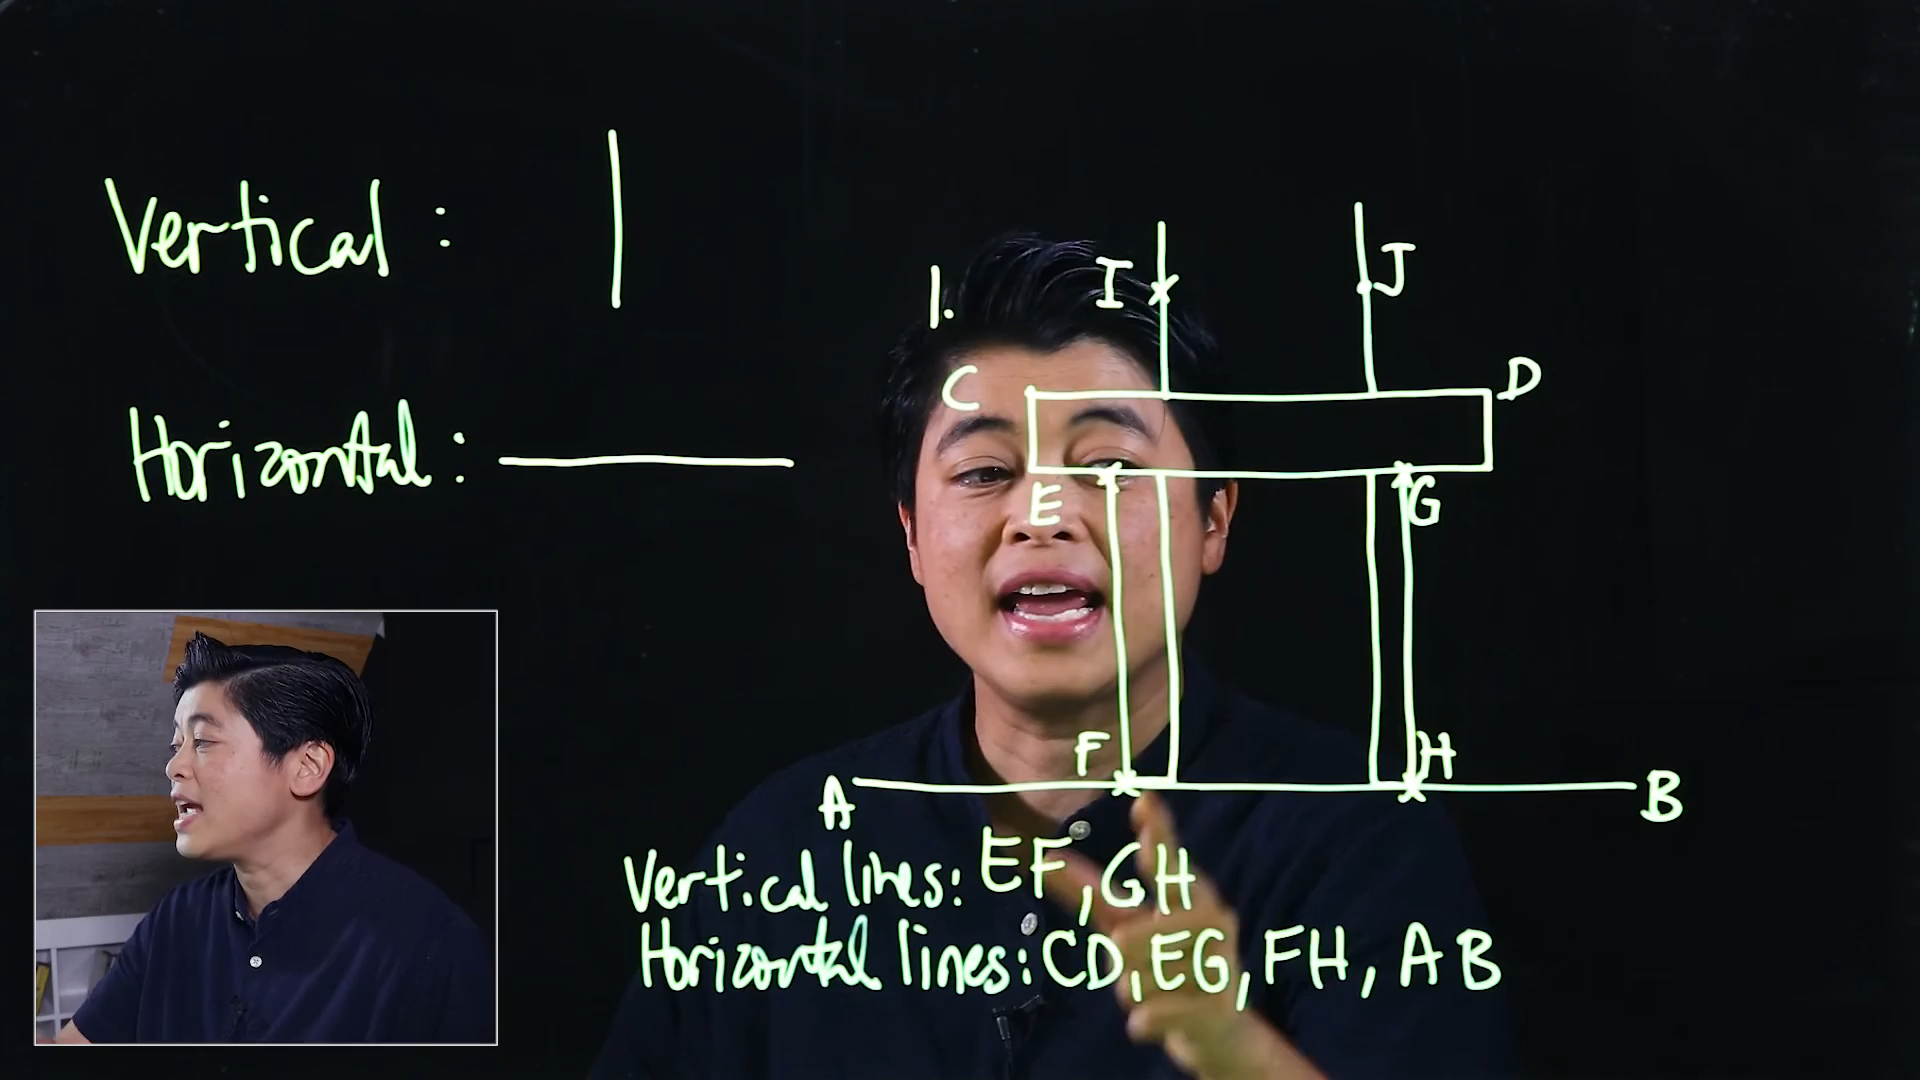 Vertical :
Horizontal :
1.
I
J
C
D
E
G
F
H
A
B
Vertical lines: EF, GH
Horizontal lines: CD, EG, FH, AB